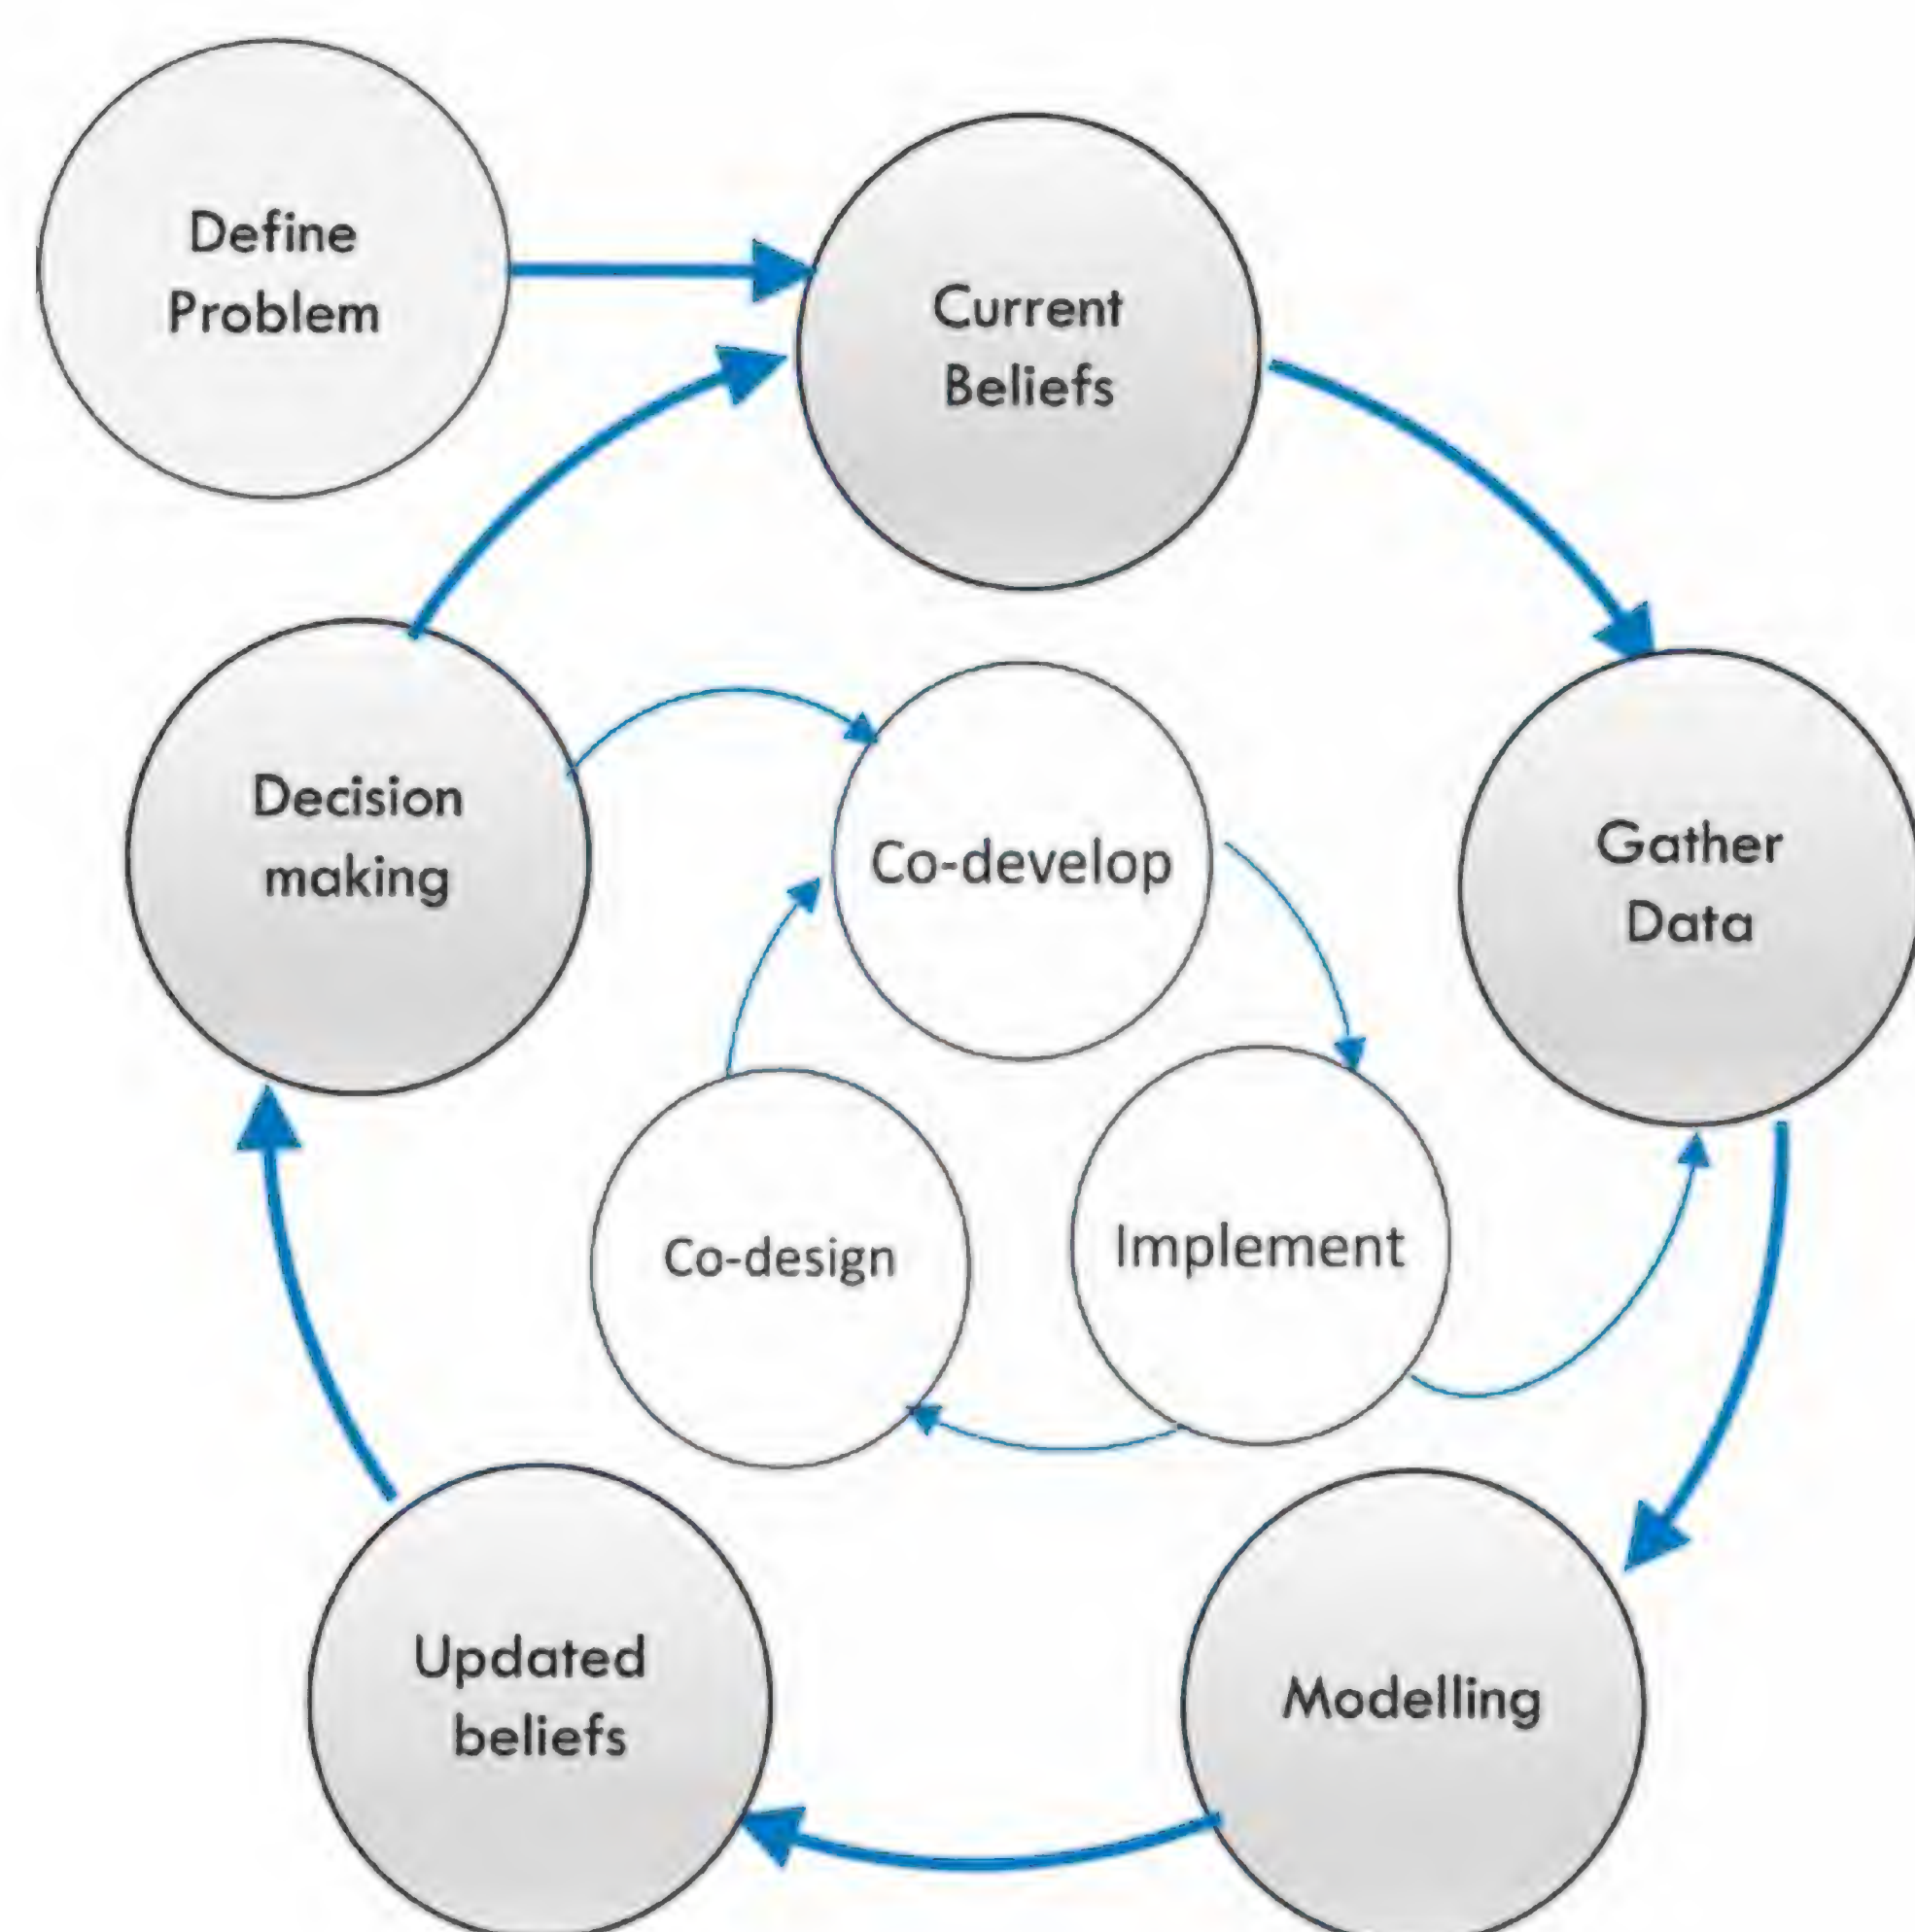 Define
Problem
Current
Beliefs
Decision
making
Co-develop
Gather
Data
Co-design
Implement
Updated
beliefs
Modelling